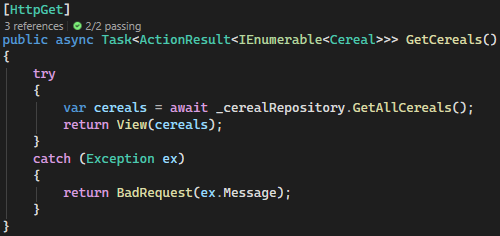 [HttpGet]
3 references | 2/2 passing
public async Task<ActionResult<IEnumerable<Cereal>>> GetCereals()
{
    try
    {
        var cereals = await _cerealRepository.GetAllCereals();
        return View(cereals);
    }
    catch (Exception ex)
    {
        return BadRequest(ex.Message);
    }
}